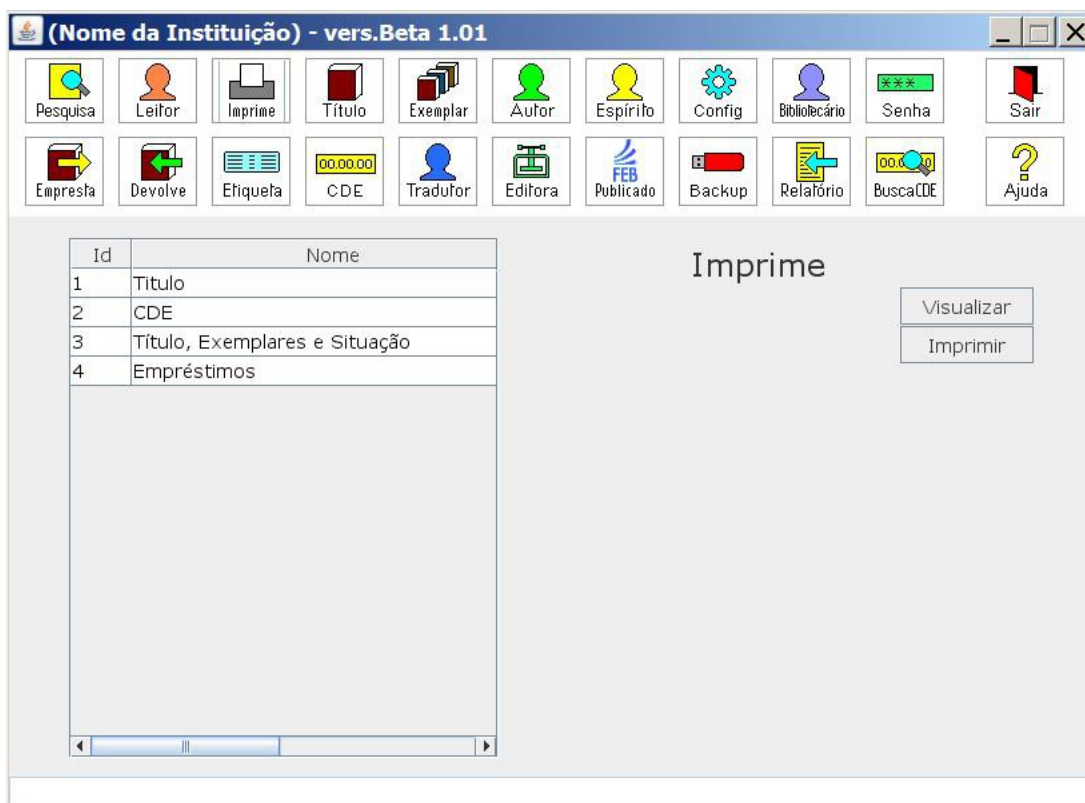 (Nome da Instituição) - vers.Beta 1.01
Pesquisa Leitor Imprime Título Exemplar Autor Espírito Config Bibliotecário *** Senha Sair
Empresta Devolve Etiqueta 00.00.00 CDE Tradutor Editora FEB Publicado Backup Relatório BuscaCDE ? Ajuda
Id Nome
Imprime
1 Titulo
2 CDE
3 Título, Exemplares e Situação
4 Empréstimos
Visualizar
Imprimir